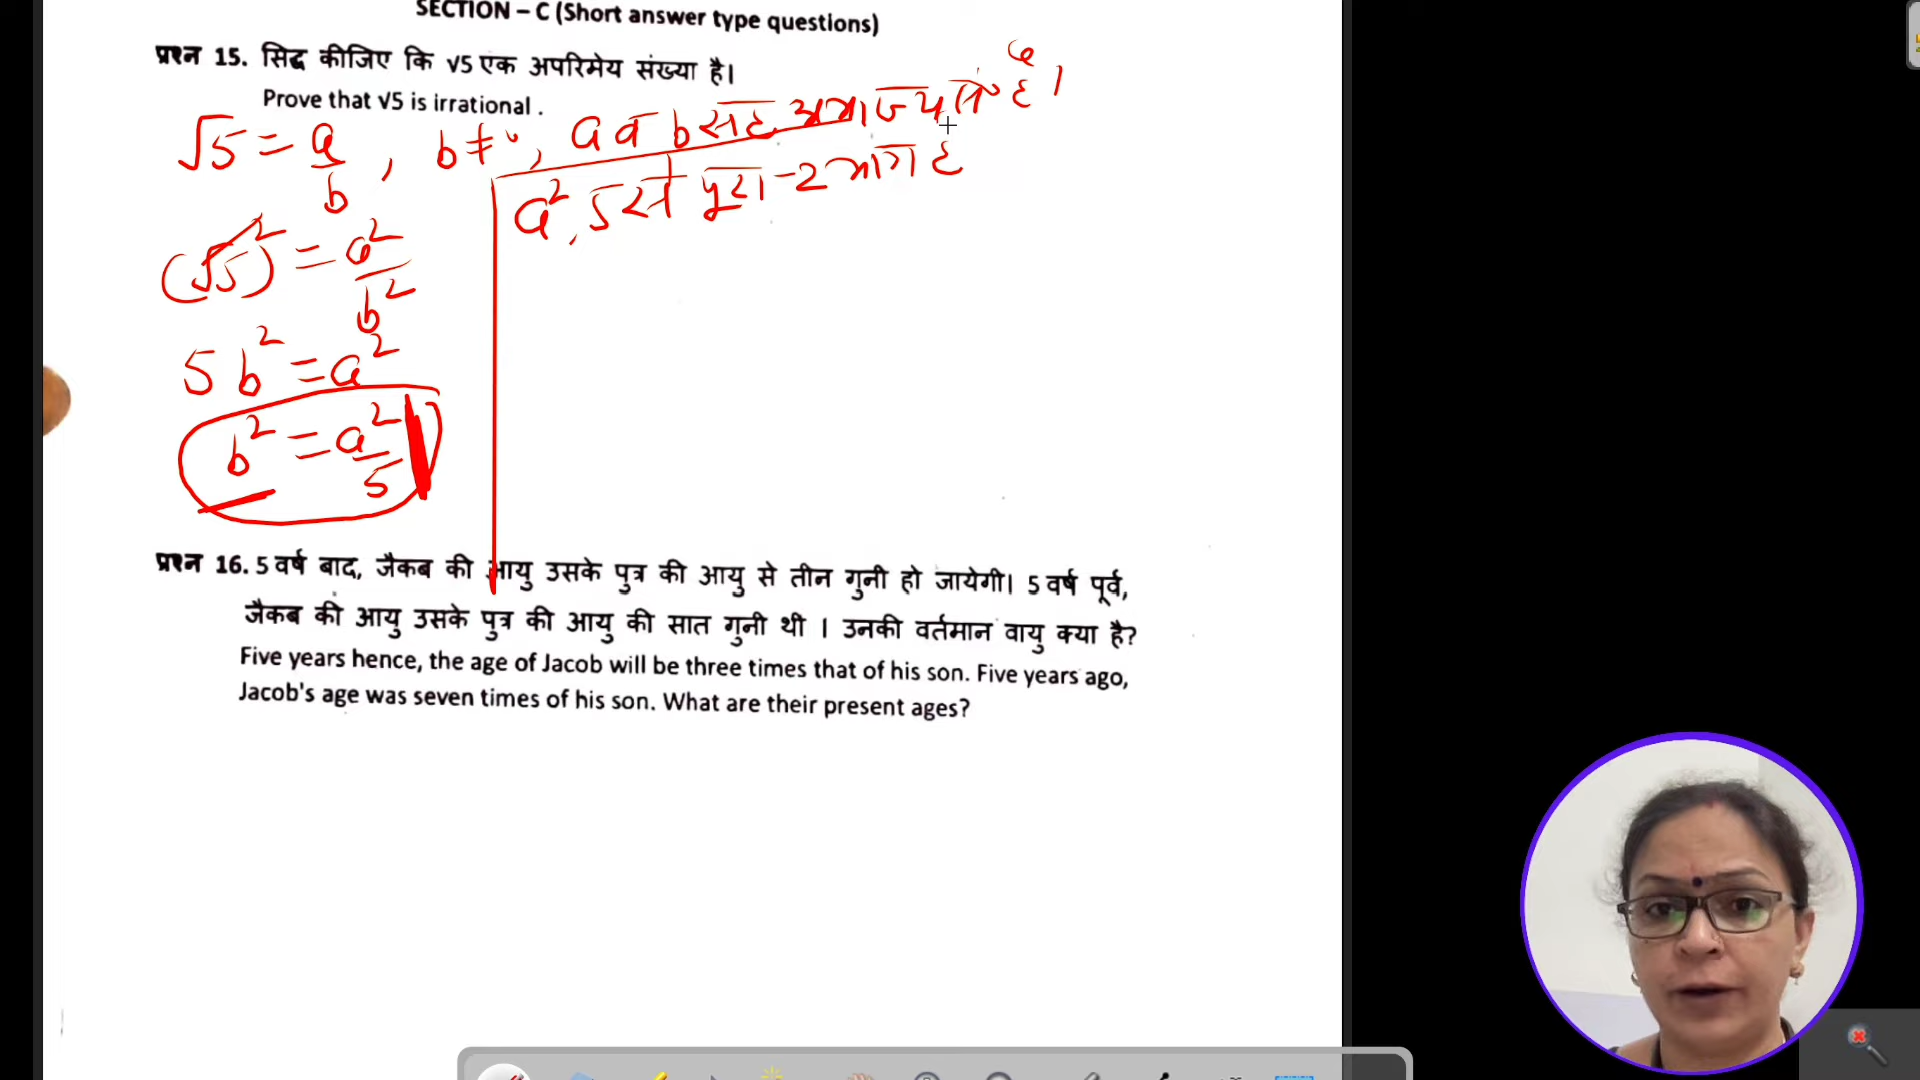 SECTION – C (Short answer type questions)
प्रश्न 15. सिद्ध कीजिए कि √5 एक अपरिमेय संख्या है।
Prove that √5 is irrational .
√5 = a/b , b ≠ 0, a व b सह अभाज्य है ।
a², 5 से पूरा-2 भाग है
(√5)² = a²/b²
5 b² = a²
b² = a²/5
प्रश्न 16. 5 वर्ष बाद, जैकब की आयु उसके पुत्र की आयु से तीन गुनी हो जायेगी। 5 वर्ष पूर्व,
जैकब की आयु उसके पुत्र की आयु की सात गुनी थी । उनकी वर्तमान वायु क्या है?
Five years hence, the age of Jacob will be three times that of his son. Five years ago,
Jacob's age was seven times of his son. What are their present ages?